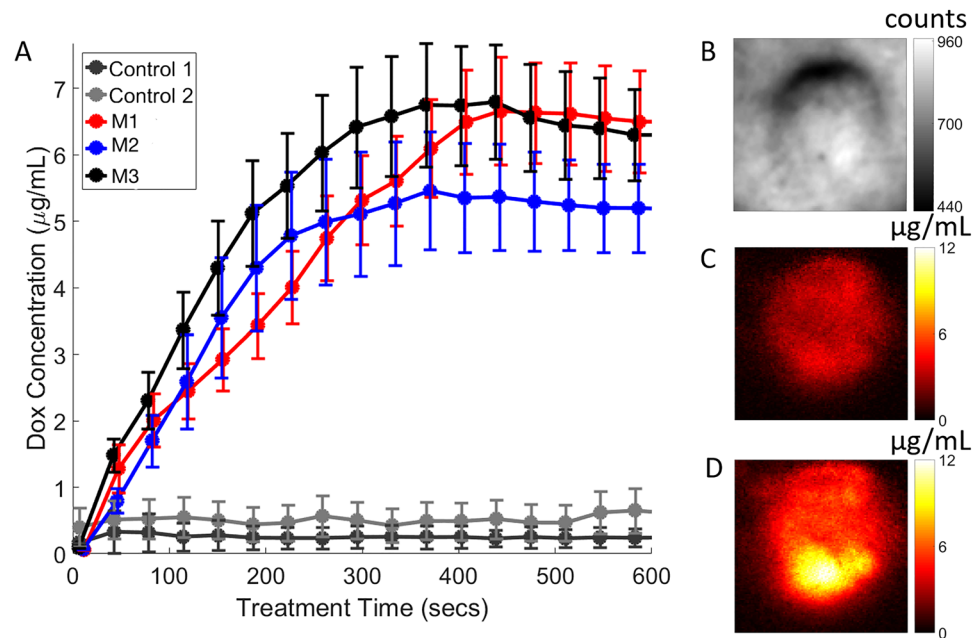 A
Control 1
Control 2
M1
M2
M3
Dox Concentration (μg/mL)
7
6
5
4
3
2
1
0
0 100 200 300 400 500 600
Treatment Time (secs)
counts
B
960
700
440
μg/mL
C
12
6
0
μg/mL
D
12
6
0